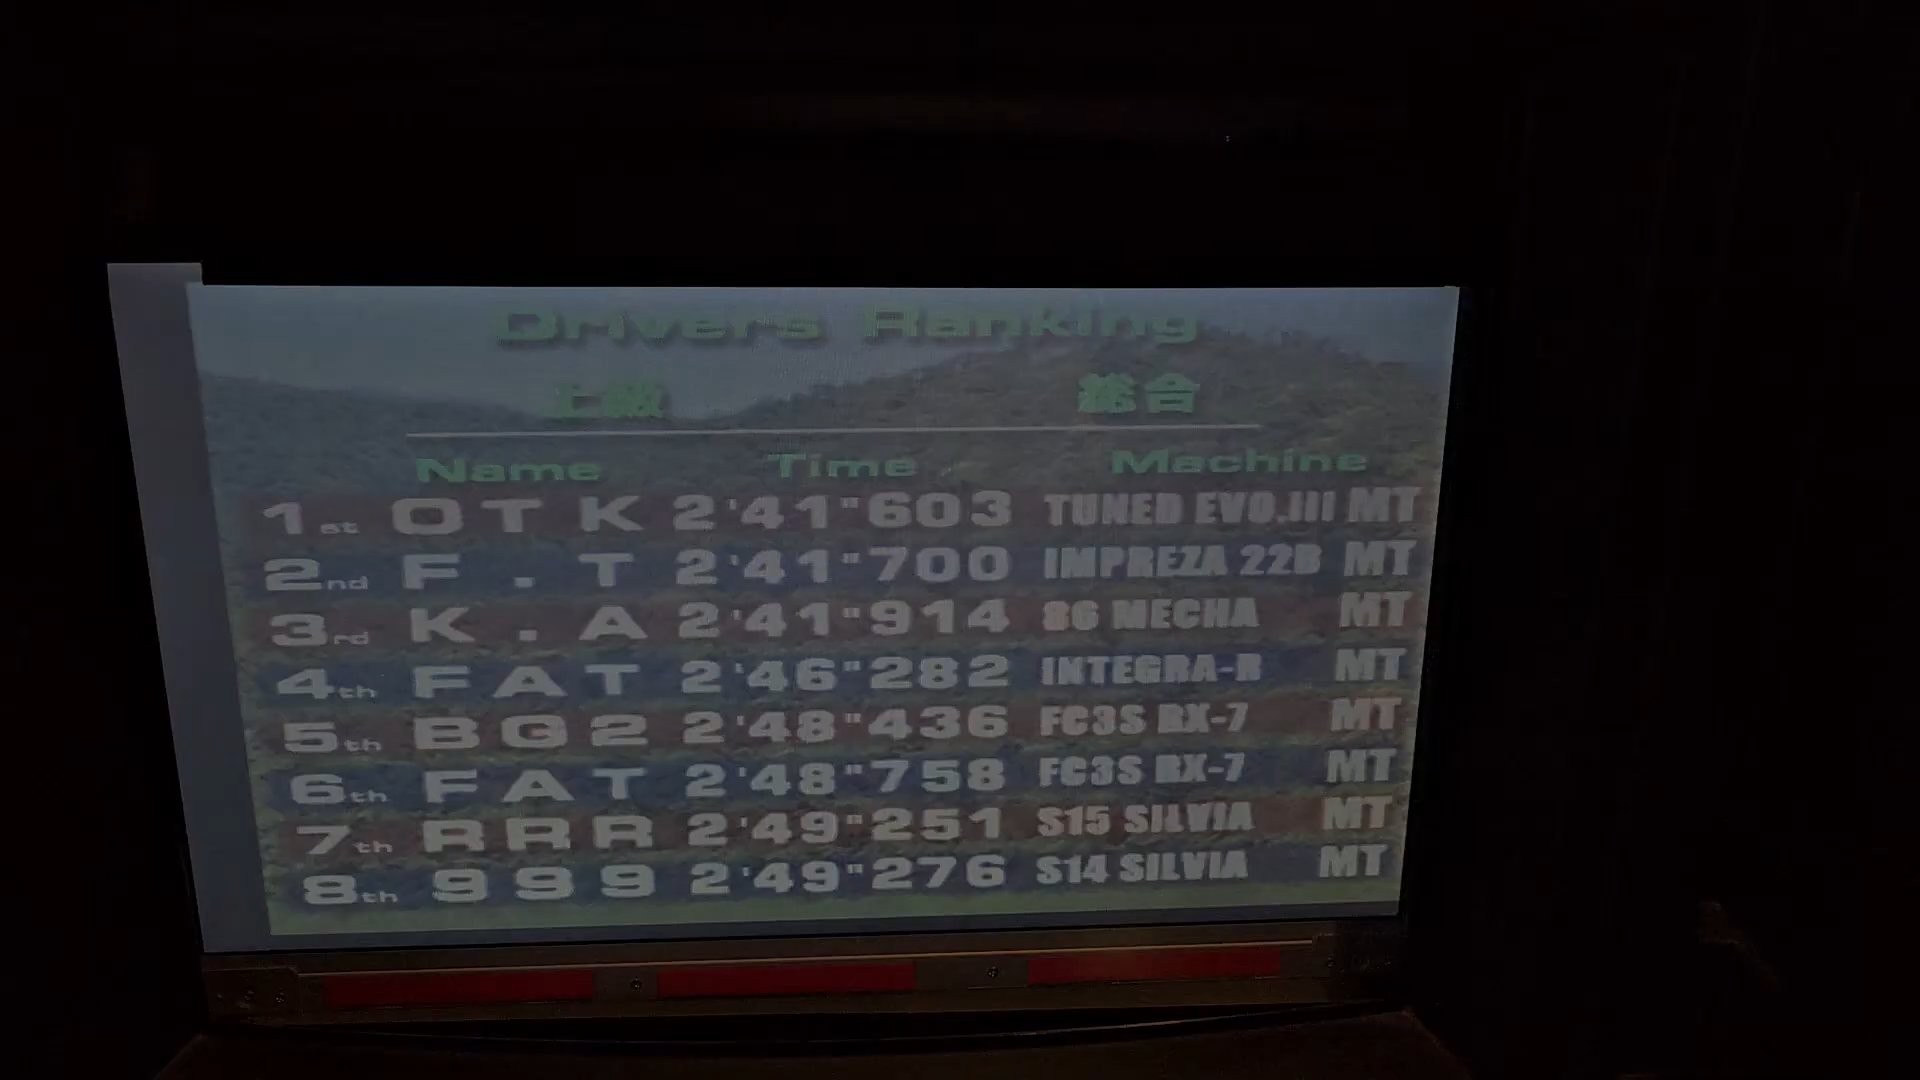 Drivers Ranking
上級 総合
Name Time Machine
1st OTK 2'41"603 TUNED EVO.III MT
2nd F.T 2'41"700 IMPREZA 22B MT
3rd K.A 2'41"914 86 MECHA MT
4th FAT 2'46"282 INTEGRA-R MT
5th BG2 2'48"436 FC3S RX-7 MT
6th FAT 2'48"758 FC3S RX-7 MT
7th RRR 2'49"251 S15 SILVIA MT
8th 999 2'49"276 S14 SILVIA MT